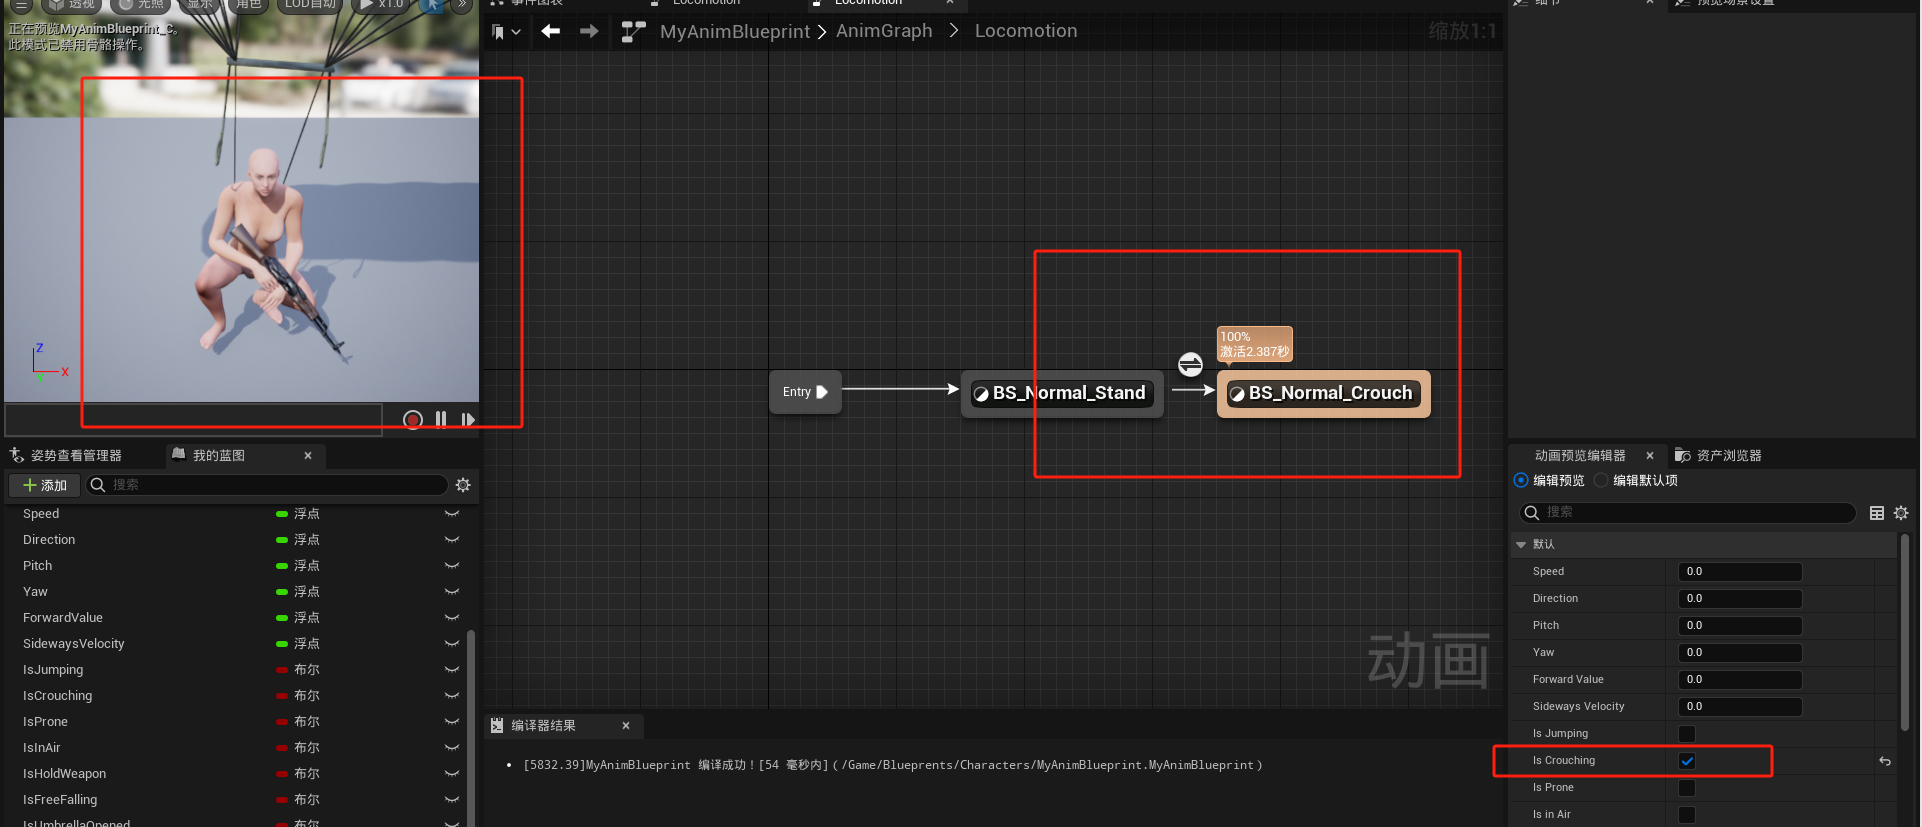 透视
光照
显示
角色
LOD自动
x1.0
正在预览MyAnimBlueprint_C。
此模式已禁用骨骼操作。
Z
X
Y
事件图表
Locomotion
Locomotion
MyAnimBlueprint
AnimGraph
Locomotion
缩放1:1
Entry
BS_Normal_Stand
100%
激活2.387秒
BS_Normal_Crouch
动画
姿势查看管理器
我的蓝图
添加
搜索
Speed 浮点
Direction 浮点
Pitch 浮点
Yaw 浮点
ForwardValue 浮点
SidewaysVelocity 浮点
IsJumping 布尔
IsCrouching 布尔
IsProne 布尔
IsInAir 布尔
IsHoldWeapon 布尔
IsFreeFalling 布尔
IsUmbrellaOpened 布尔
编译器结果
[5832.39]MyAnimBlueprint 编译成功！[54 毫秒内]（/Game/Blueprents/Characters/MyAnimBlueprint.MyAnimBlueprint）
细节
预览场景设置
动画预览编辑器
资产浏览器
编辑预览
编辑默认项
搜索
默认
Speed 0.0
Direction 0.0
Pitch 0.0
Yaw 0.0
Forward Value 0.0
Sideways Velocity 0.0
Is Jumping
Is Crouching
Is Prone
Is in Air